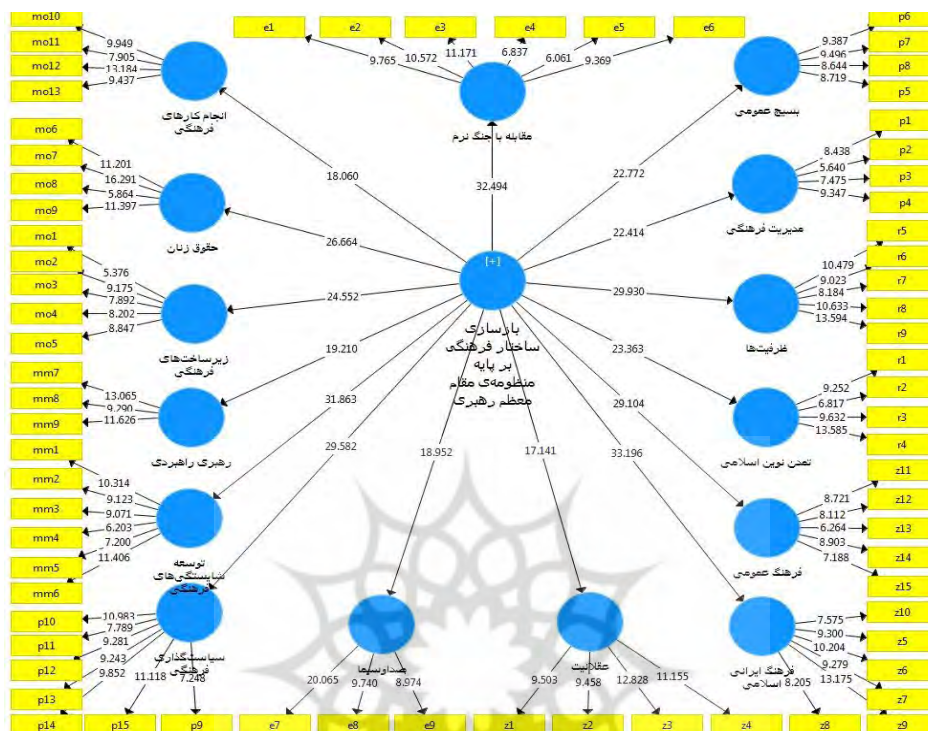 mo10
mo11
mo12
mo13
9.949
7.905
13.184
9.437
انجام کارهای
فرهنگی
e1
e2
e3
e4
e5
e6
9.765
10.572
11.171
6.837
6.061
9.369
مقابله با جنگ نرم
p6
p7
p8
p5
9.387
9.496
8.644
8.719
بسیج عمومی
mo6
mo7
mo8
mo9
11.201
16.291
5.864
11.397
حقوق زنان
p1
p2
p3
p4
8.438
5.640
7.475
9.347
مدیریت فرهنگی
18.060
32.494
22.772
26.664
22.414
24.552
29.930
19.210
23.363
31.863
29.104
29.582
33.196
18.952
17.141
[+]
بازسازی
ساختار فرهنگی
بر پایه
منظومه‌ی مقام
معظم رهبری
mo1
mo2
mo3
mo4
mo5
5.376
9.175
7.892
8.202
8.847
زیرساخت‌های
فرهنگی
r5
r6
r7
r8
r9
10.479
9.023
8.184
10.633
13.594
ظرفیت‌ها
mm7
mm8
mm9
13.065
9.290
11.626
رهبری راهبردی
r1
r2
r3
r4
9.252
6.817
9.632
13.585
تمدن نوین اسلامی
mm1
mm2
mm3
mm4
mm5
mm6
10.314
9.123
9.071
6.203
7.200
11.406
توسعه
شایستگی‌های
فرهنگی
z11
z12
z13
z14
z15
8.721
8.112
6.264
8.903
7.188
فرهنگ عمومی
p10
p11
p12
p13
p14
p15
p9
10.983
7.789
9.281
9.243
9.852
11.118
7.248
سیاست‌گذاری
فرهنگی
صداوسیما
20.065
9.740
8.974
e7
e8
e9
عقلانیت
9.503
9.458
12.828
11.155
z1
z2
z3
z4
فرهنگ ایرانی
اسلامی
7.575
9.300
10.204
9.279
13.175
8.205
z10
z5
z6
z7
z8
z9